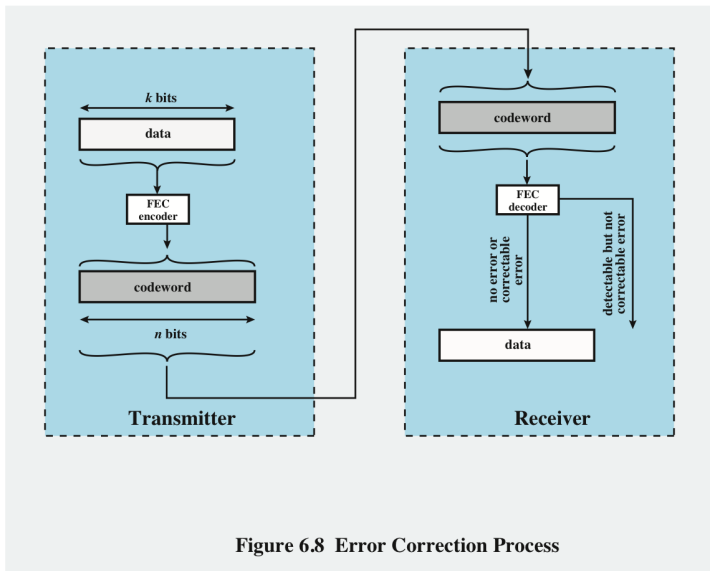 k bits
data
FEC
encoder
codeword
n bits
Transmitter
codeword
FEC
decoder
no error or
correctable
error
detectable but not
correctable error
data
Receiver
Figure 6.8 Error Correction Process